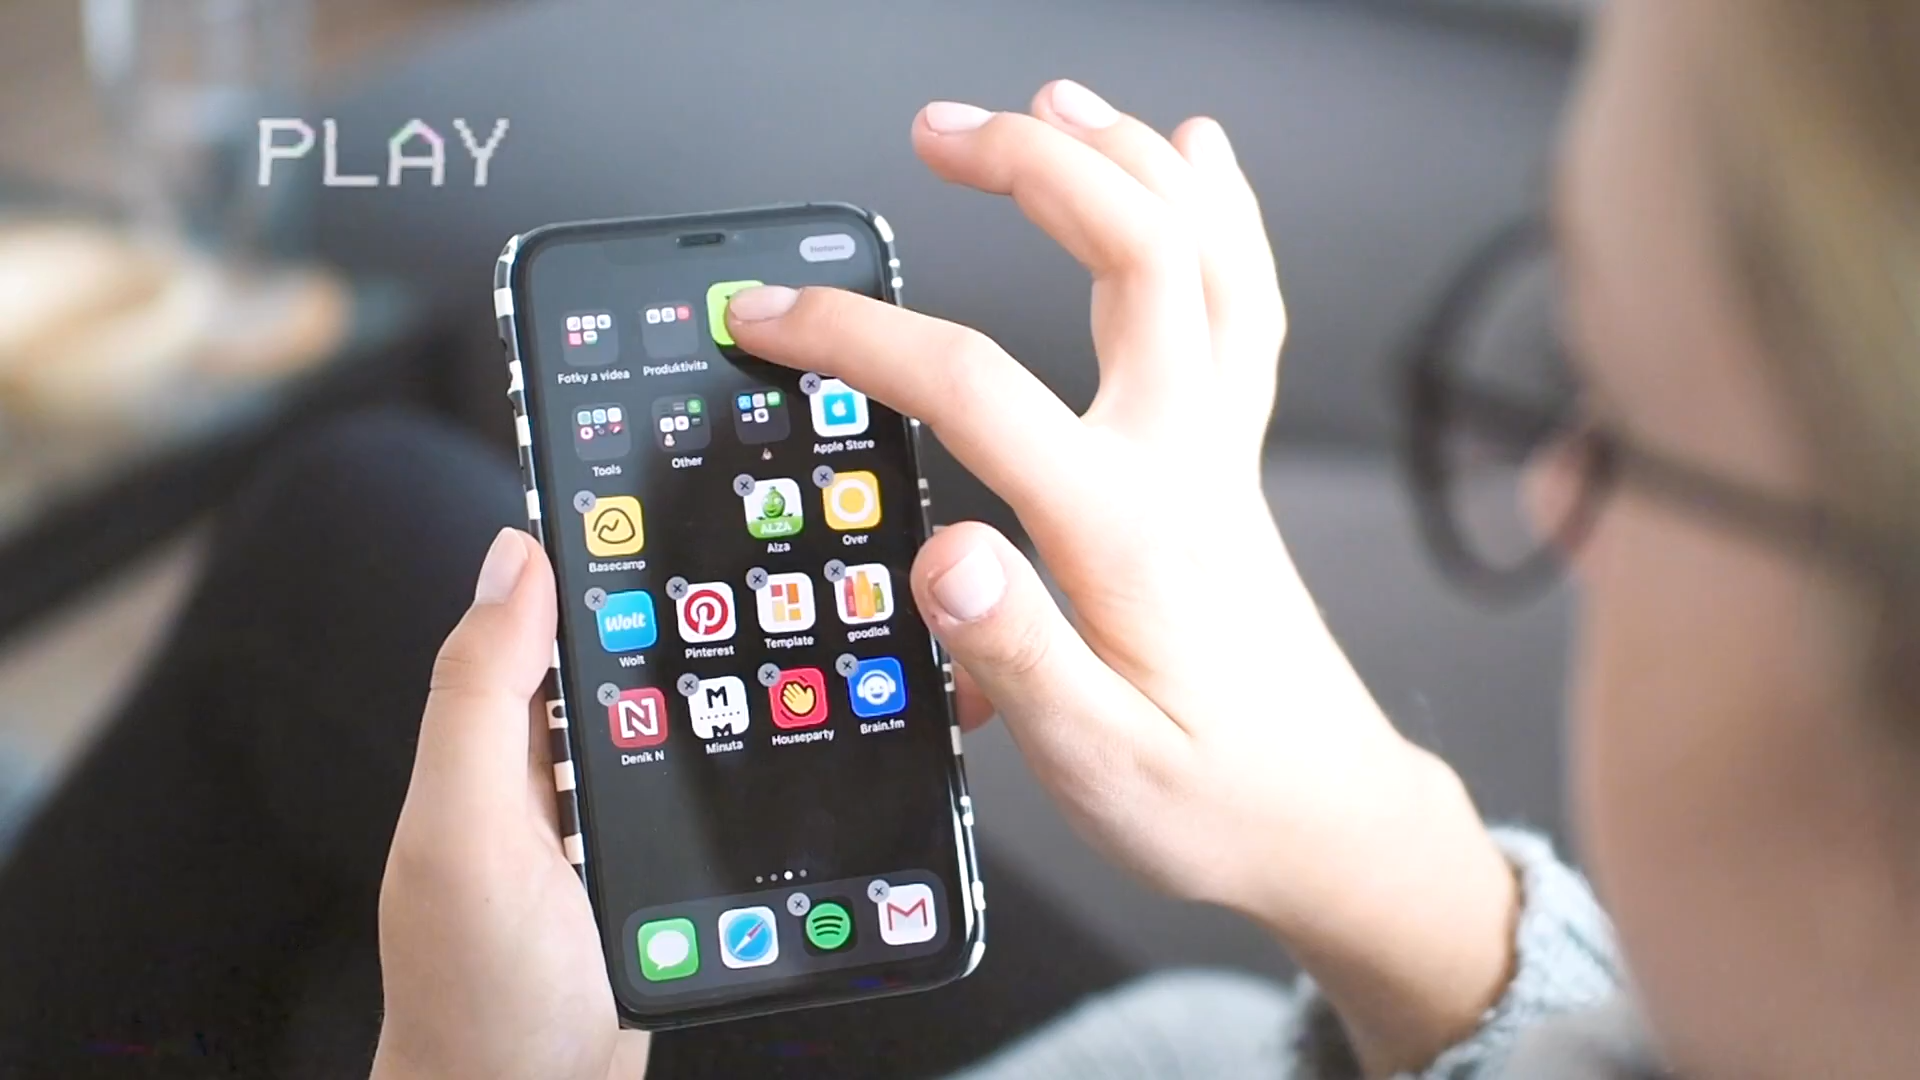 PLAY
Hotovo
Fotky a videa
Produktivita
Tools
Other
Apple Store
Basecamp
ALZA
Alza
Over
Wolt
Wolt
Pinterest
Template
goodlok
N
Deník N
M
M
Minuta
Houseparty
Brain.fm